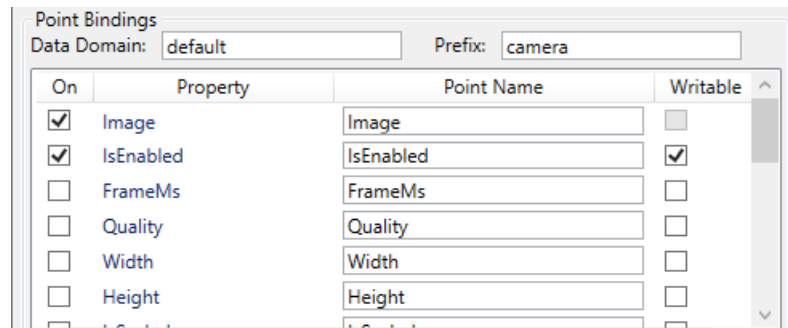 Point Bindings
Data Domain: default Prefix: camera
On Property Point Name Writable
Image Image
IsEnabled IsEnabled
FrameMs FrameMs
Quality Quality
Width Width
Height Height